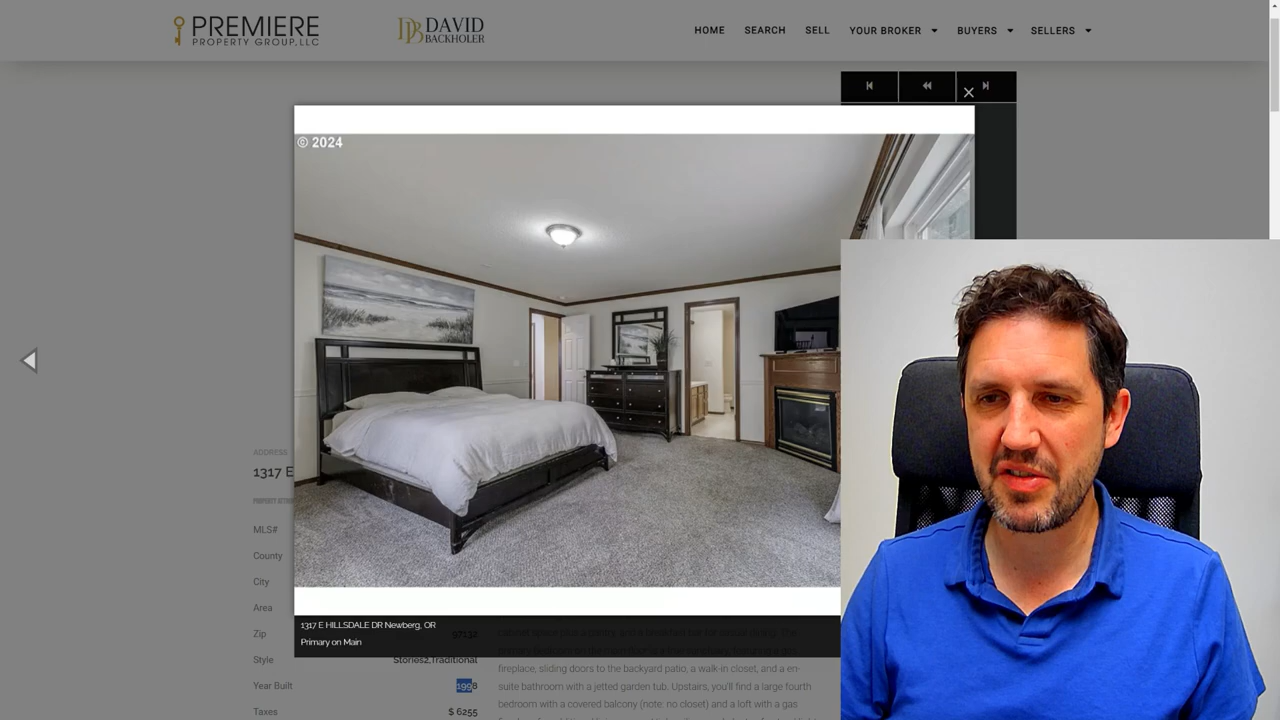 PREMIERE
PROPERTY GROUP, LLC
DB DAVID
BACKHOLER
HOME SEARCH SELL YOUR BROKER BUYERS SELLERS
© 2024
ADDRESS
1317 E
MLS#
County
City
Area
1317 E HILLSDALE DR Newberg, OR
Primary on Main
Zip 97132
Style Stories2,Traditional
fireplace, sliding doors to the backyard patio, a walk-in closet, and a en-
Year Built 1998
suite bathroom with a jetted garden tub. Upstairs, you'll find a large fourth
bedroom with a covered balcony (note: no closet) and a loft with a gas
Taxes $ 6255